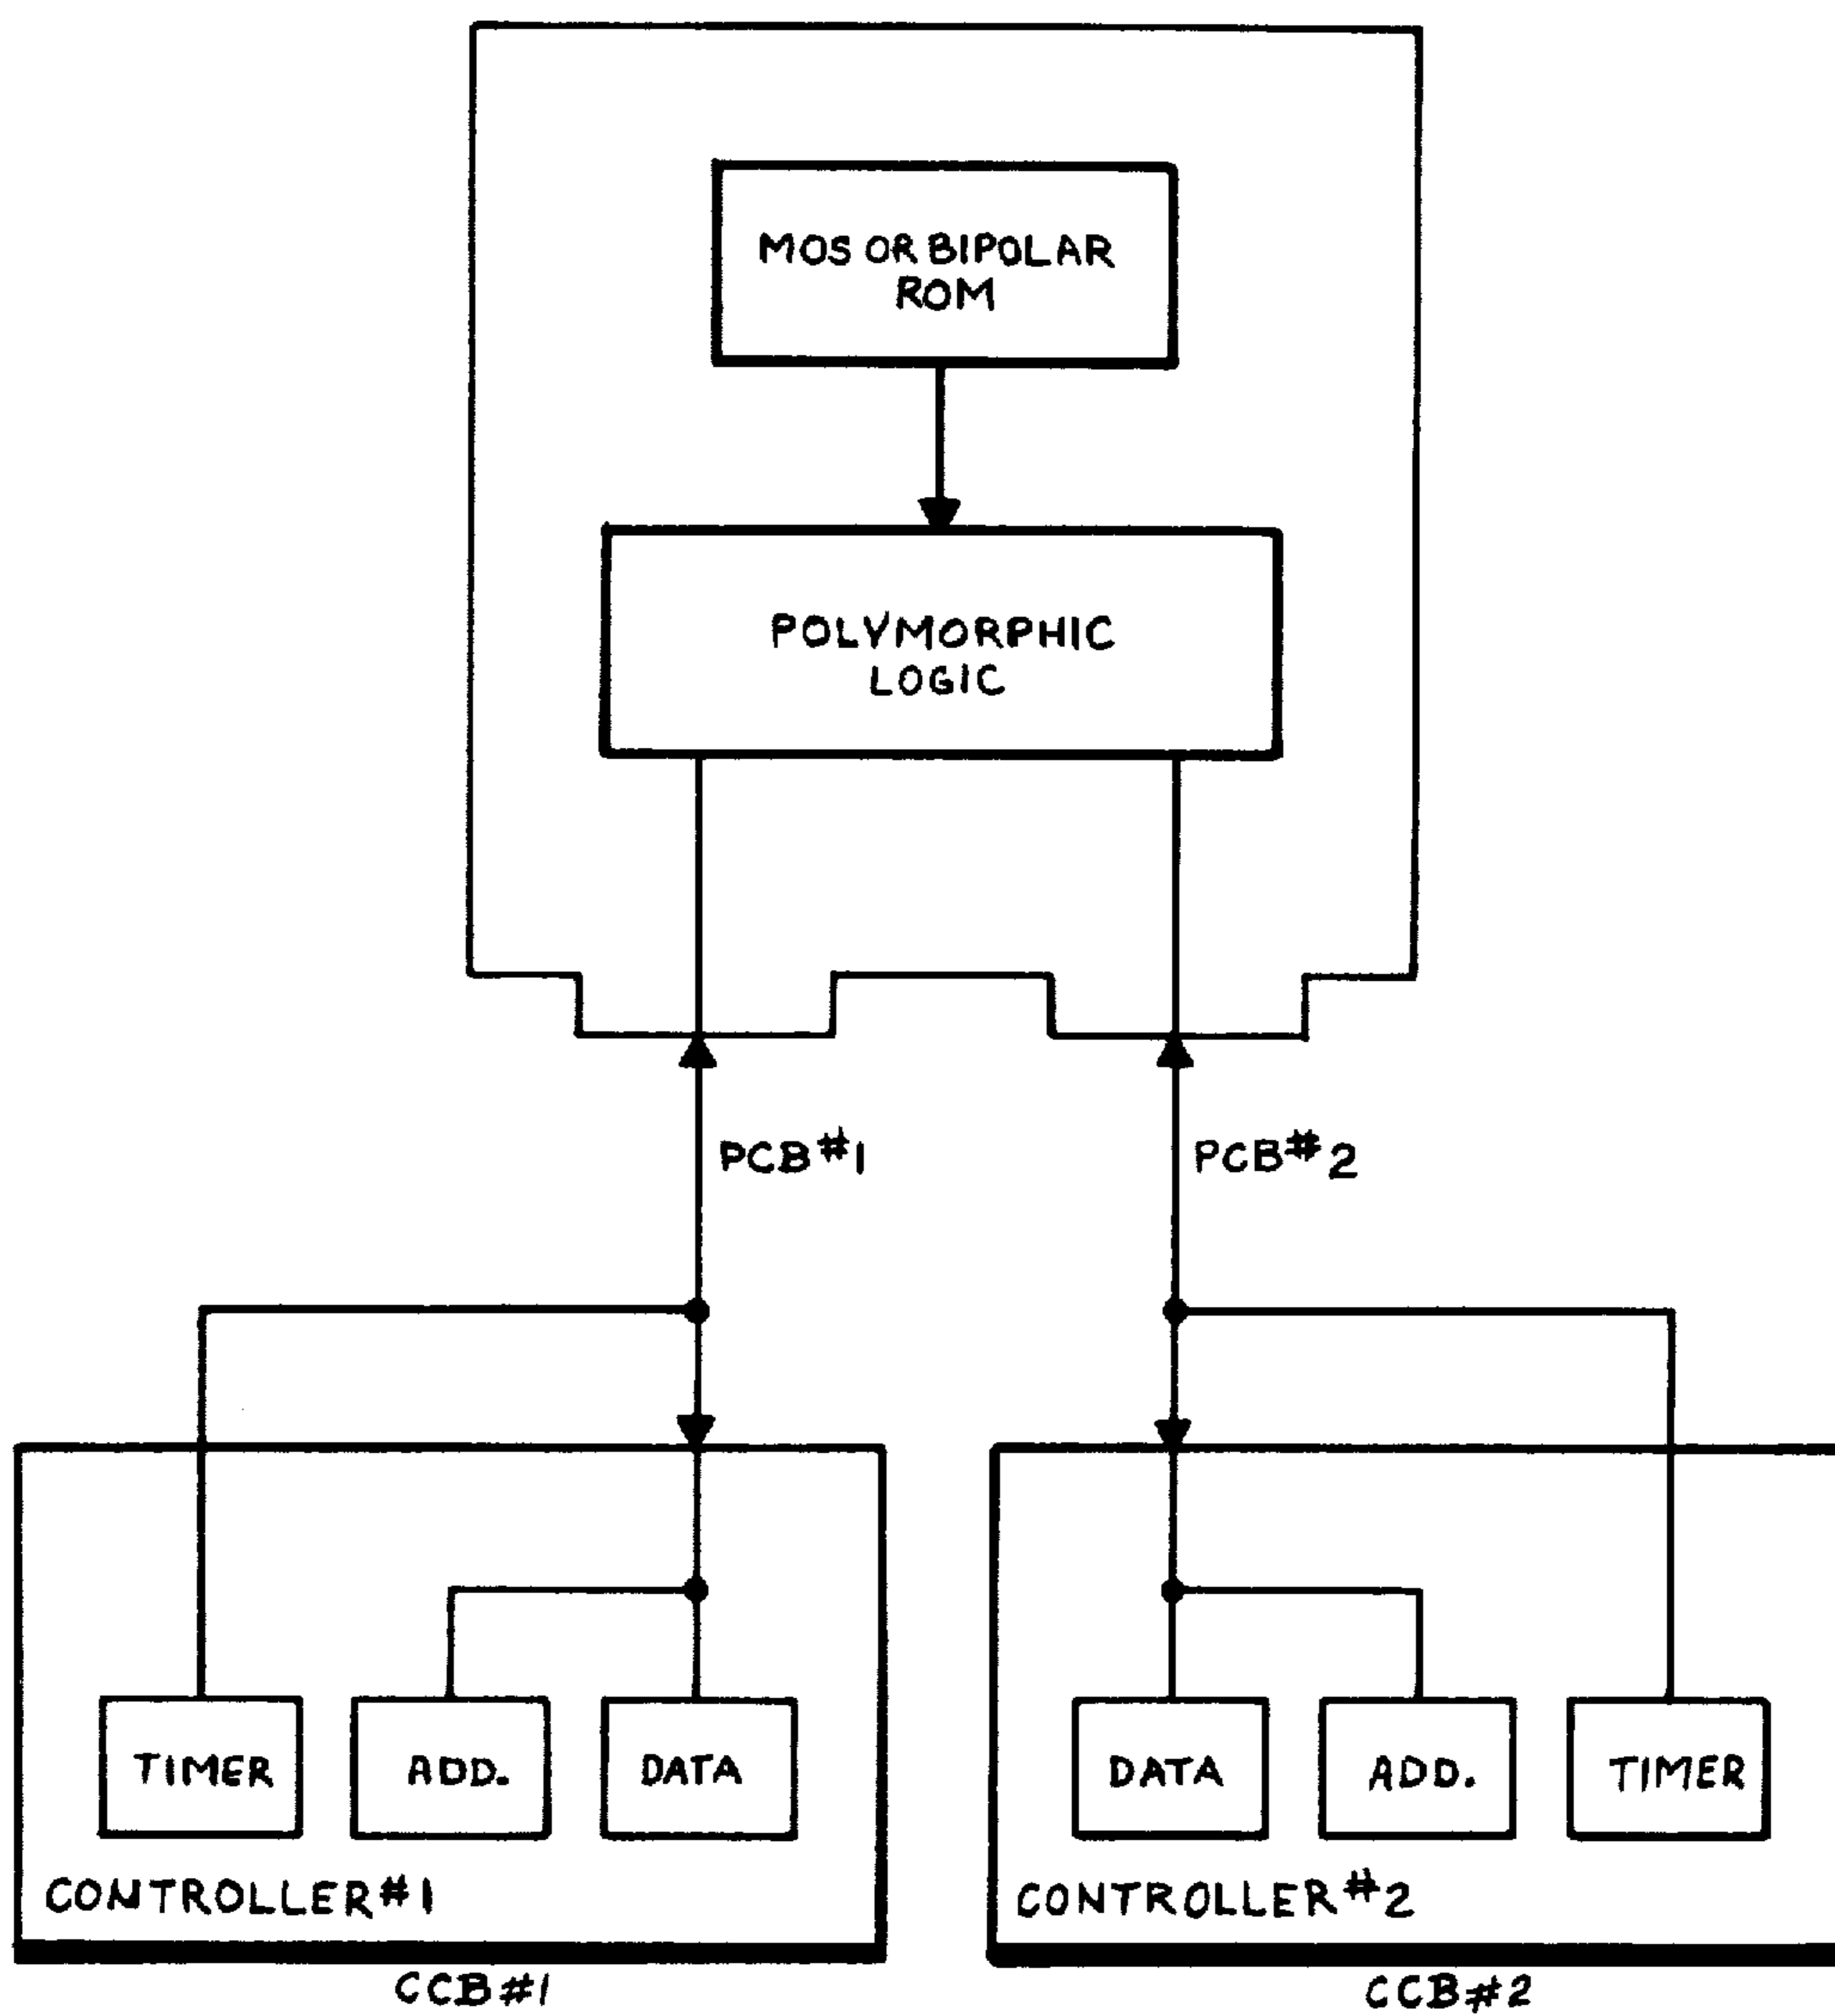 MOS OR BIPOLAR
ROM
POLYMORPHIC
LOGIC
PCB#1
PCB#2
TIMER
ADD.
DATA
DATA
ADD.
TIMER
CONTROLLER#1
CONTROLLER#2
CCB#1
CCB#2